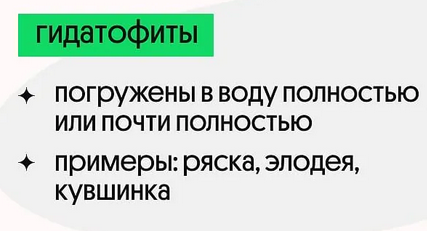 гидатофиты
погружены в воду полностью
или почти полностью
примеры: ряска, элодея,
кувшинка